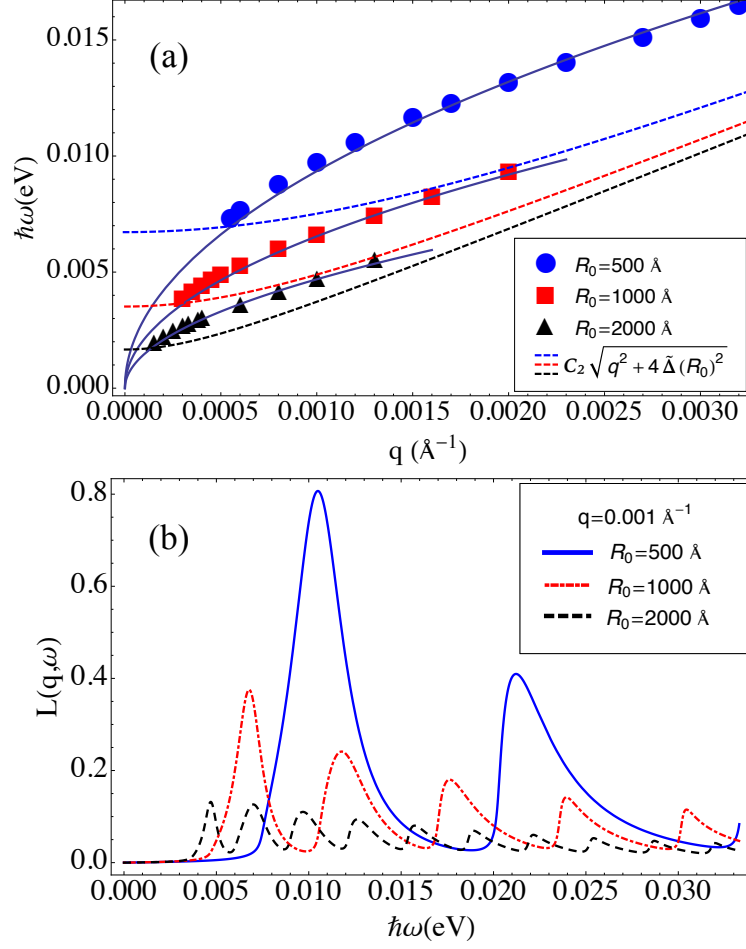 (a)
ħω(eV)
0.015
0.010
0.005
0.000
R₀=500 Å
R₀=1000 Å
R₀=2000 Å
C₂√(q²+4 Δ̃(R₀)²)
0.0000 0.0005 0.0010 0.0015 0.0020 0.0025 0.0030
q (Å⁻¹)
(b)
L(q,ω)
0.8
0.6
0.4
0.2
0.0
q=0.001 Å⁻¹
R₀=500 Å
R₀=1000 Å
R₀=2000 Å
0.000 0.005 0.010 0.015 0.020 0.025 0.030
ħω(eV)